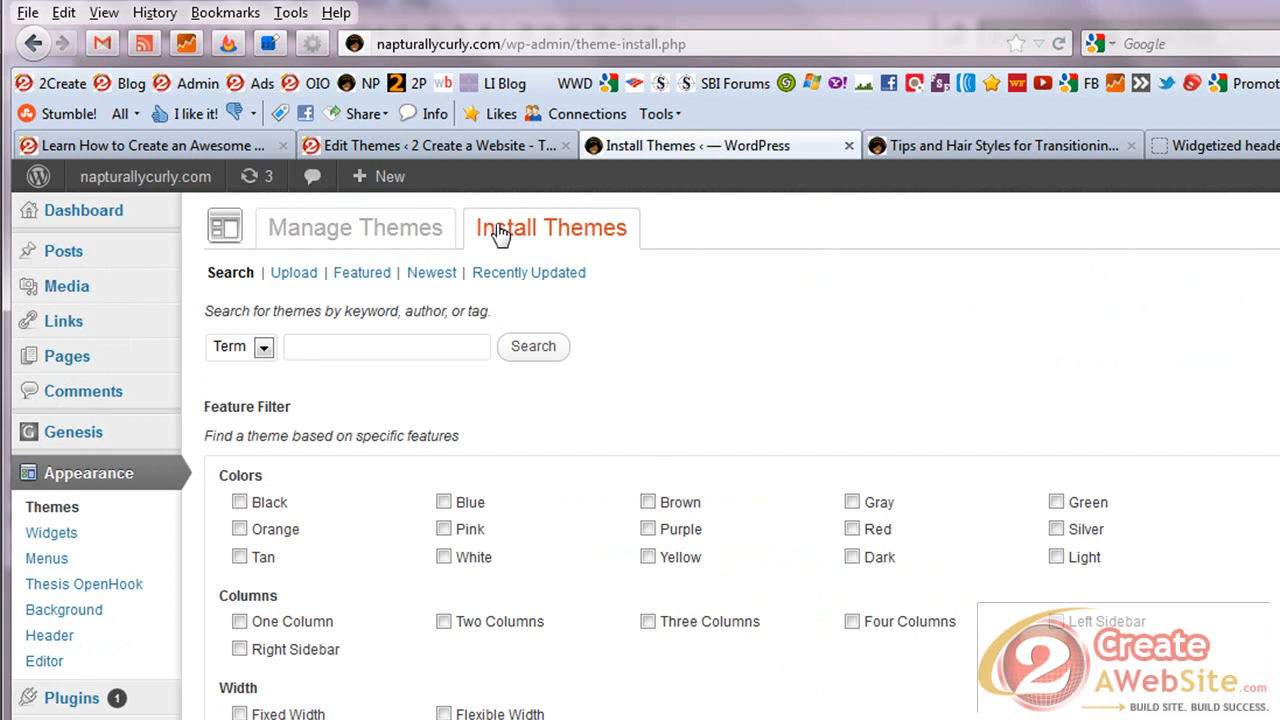 File Edit View History Bookmarks Tools Help
napturallycurly.com/wp-admin/theme-install.php
Google
2Create Blog Admin Ads OIO NP 2P LI Blog WWD SBI Forums FB Promot
Stumble! All I like it! Share Info Likes Connections Tools
Learn How to Create an Awesome ... Edit Themes ‹ 2 Create a Website - T... Install Themes ‹ — WordPress Tips and Hair Styles for Transitionin... Widgetized heade
napturallycurly.com 3 + New
Dashboard
Posts
Media
Links
Pages
Comments
Genesis
Appearance
Themes
Widgets
Menus
Thesis OpenHook
Background
Header
Editor
Plugins 1
Manage Themes Install Themes
Search | Upload | Featured | Newest | Recently Updated
Search for themes by keyword, author, or tag.
Term Search
Feature Filter
Find a theme based on specific features
Colors
Black Blue Brown Gray Green
Orange Pink Purple Red Silver
Tan White Yellow Dark Light
Columns
One Column Two Columns Three Columns Four Columns Left Sidebar
Right Sidebar
Width
Fixed Width Flexible Width
2 Create
AWebSite.com
BUILD SITE. BUILD SUCCESS.